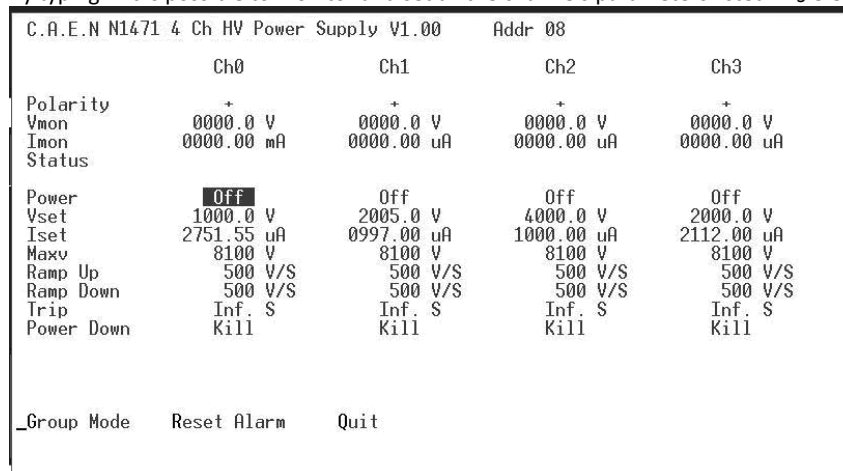 C.A.E.N N1471 4 Ch HV Power Supply V1.00 Addr 08
Ch0 Ch1 Ch2 Ch3
Polarity + + + +
Vmon 0000.0 V 0000.0 V 0000.0 V 0000.0 V
Imon 0000.00 mA 0000.00 uA 0000.00 uA 0000.00 uA
Status
Power Off Off Off Off
Vset 1000.0 V 2005.0 V 4000.0 V 2000.0 V
Iset 2751.55 uA 0997.00 uA 1000.00 uA 2112.00 uA
Maxv 8100 V 8100 V 8100 V 8100 V
Ramp Up 500 V/S 500 V/S 500 V/S 500 V/S
Ramp Down 500 V/S 500 V/S 500 V/S 500 V/S
Trip Inf. S Inf. S Inf. S Inf. S
Power Down Kill Kill Kill Kill
_Group Mode Reset Alarm Quit